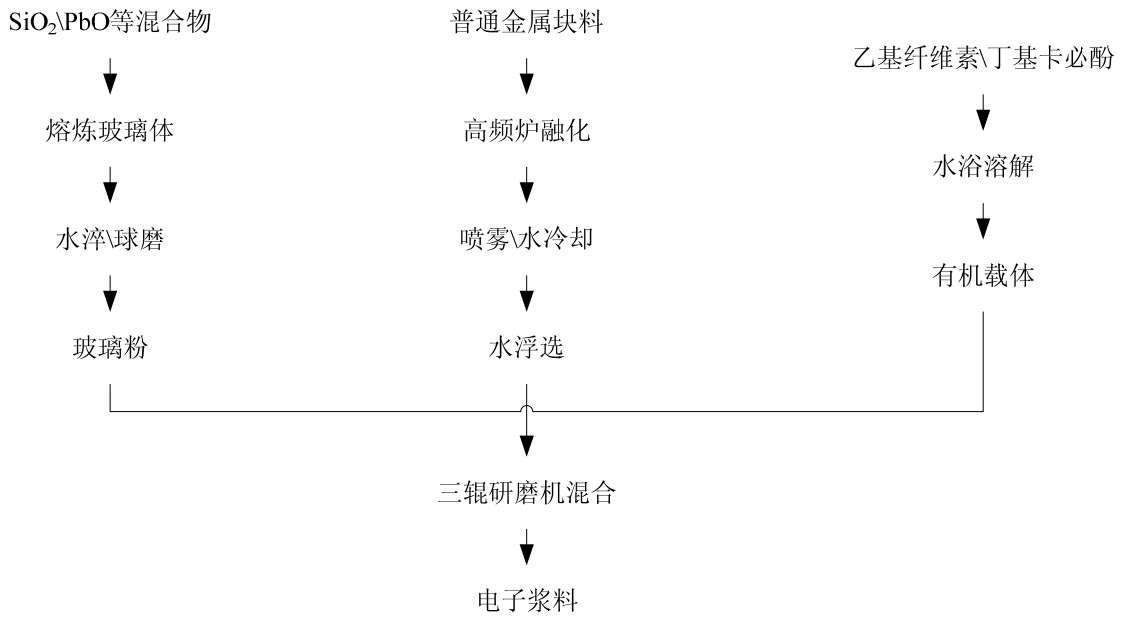 SiO₂\PbO等混合物
熔炼玻璃体
水淬\球磨
玻璃粉
普通金属块料
高频炉融化
喷雾\水冷却
水浮选
乙基纤维素\丁基卡必酚
水浴溶解
有机载体
三辊研磨机混合
电子浆料